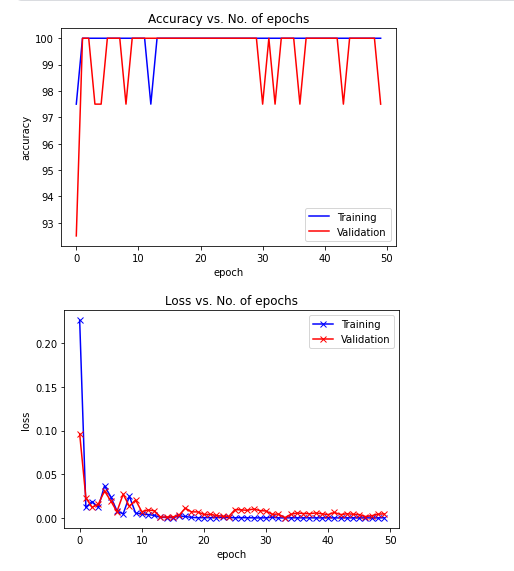 Accuracy vs. No. of epochs
100
99
98
97
96
95
94
93
accuracy
Training
Validation
0 10 20 30 40 50
epoch
Loss vs. No. of epochs
Training
Validation
0.20
0.15
0.10
0.05
0.00
loss
0 10 20 30 40 50
epoch